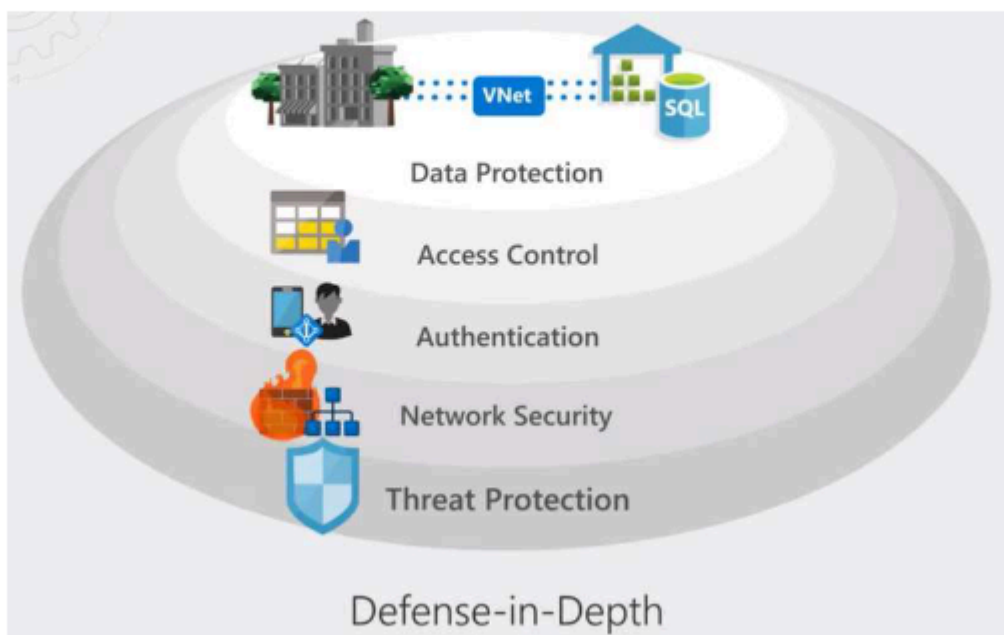 VNet
SQL
Data Protection
Access Control
Authentication
Network Security
Threat Protection
Defense-in-Depth